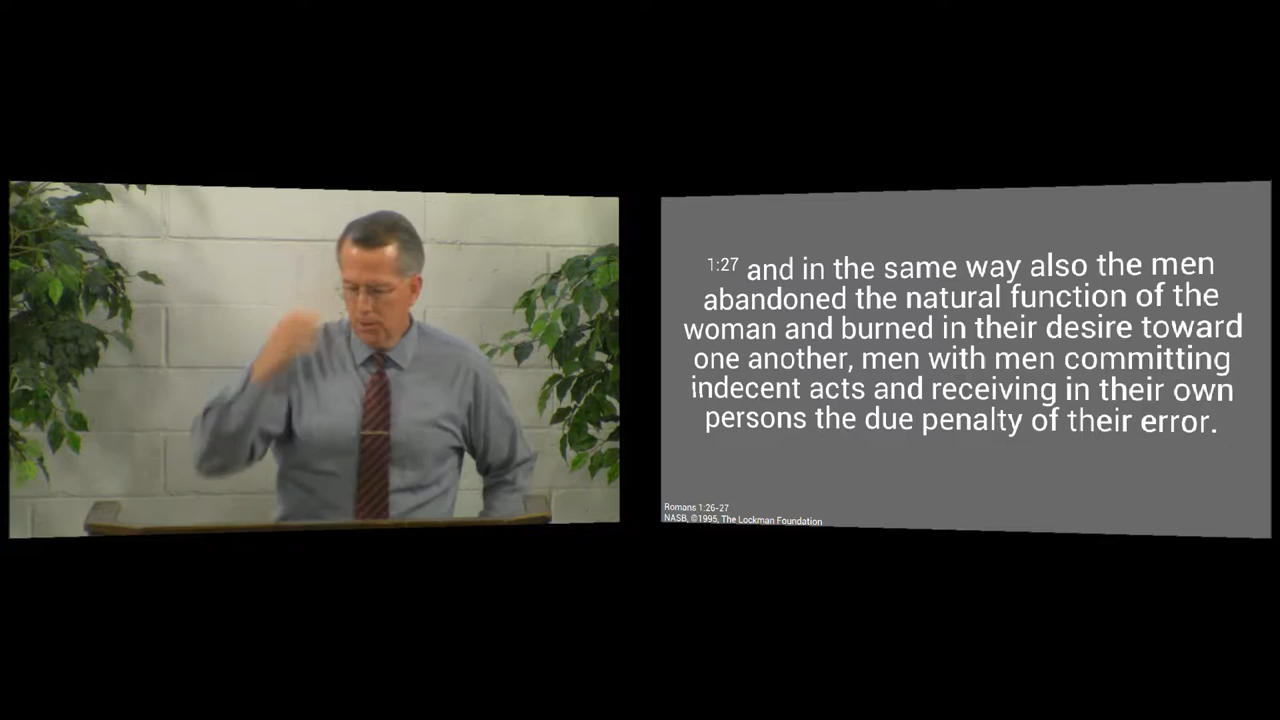 1:27 and in the same way also the men
abandoned the natural function of the
woman and burned in their desire toward
one another, men with men committing
indecent acts and receiving in their own
persons the due penalty of their error.
Romans 1:26-27
NASB, ©1995, The Lockman Foundation